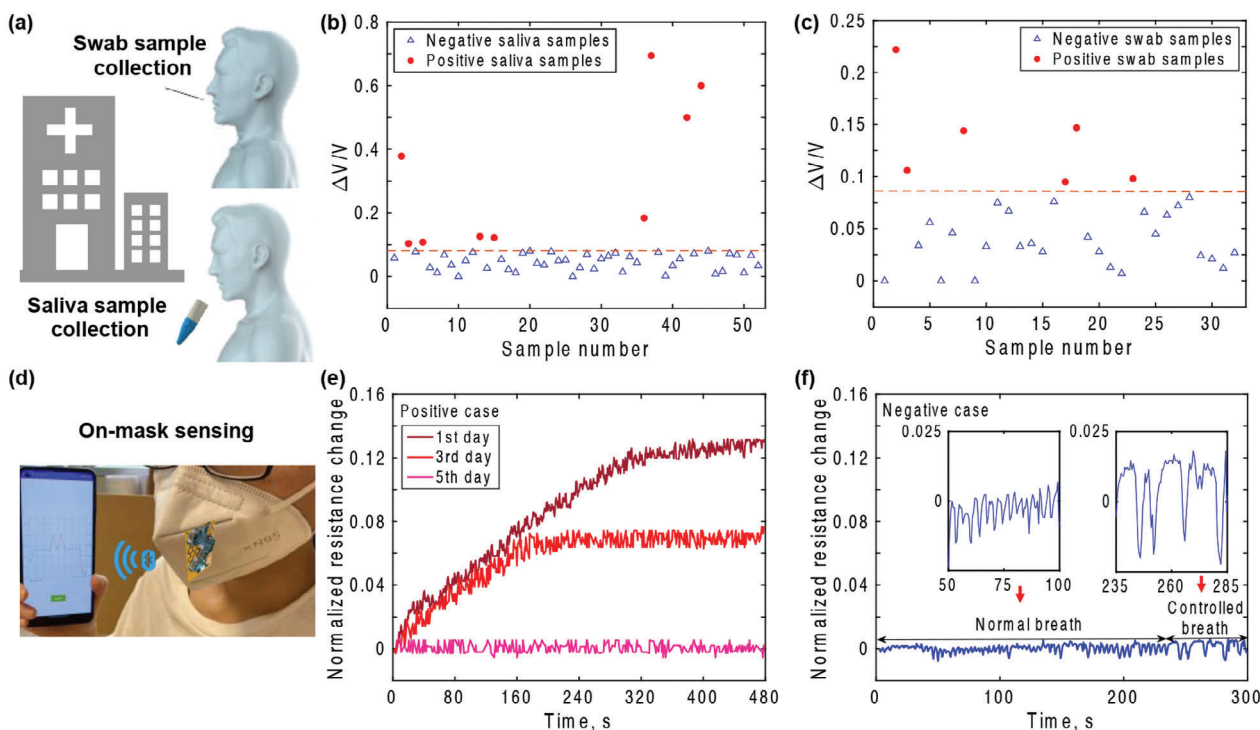 (a)
Swab sample
collection
Saliva sample
collection
(b)
0.8
0.6
0.4
0.2
0
ΔV/V
Negative saliva samples
Positive saliva samples
0 10 20 30 40 50
Sample number
(c)
0.25
0.2
0.15
0.1
0.05
0
ΔV/V
Negative swab samples
Positive swab samples
0 5 10 15 20 25 30
Sample number
(d)
On-mask sensing
KN95
(e)
0.16
0.12
0.08
0.04
0
Normalized resistance change
Positive case
1st day
3rd day
5th day
0 80 160 240 320 400 480
Time, s
(f)
0.16
0.12
0.08
0.04
0
Normalized resistance change
Negative case
0.025
0
50 75 100
0.025
0
235 260 285
Normal breath
Controlled
breath
0 100 200 300
Time, s